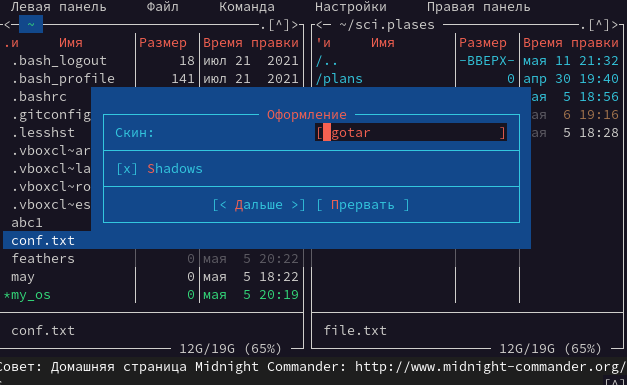 Левая панель Файл Команда Настройки Правая панель
<— ~ .[^]> <— ~/sci.plases .[^]>
.и Имя Размер Время правки 'и Имя Размер Время правки
.bash_logout 18 июл 21 2021 /.. -ВВЕРХ- мая 11 21:32
.bash_profile 141 июл 21 2021 /plans 0 апр 30 19:40
.bashrc мая 5 18:56
.gitconfig мая 6 19:16
.lesshst мая 5 18:28
.vboxcl~ar
.vboxcl~la
.vboxcl~ro
.vboxcl~es
abc1
conf.txt
Оформление
Скин: [gotar ]
[x] Shadows
[< Дальше >] [ Прервать ]
feathers 0 мая 5 20:22
may 0 мая 5 18:22
*my_os 0 мая 5 20:19
conf.txt file.txt
12G/19G (65%) 12G/19G (65%)
Совет: Домашняя страница Midnight Commander: http://www.midnight-commander.org/
[^]